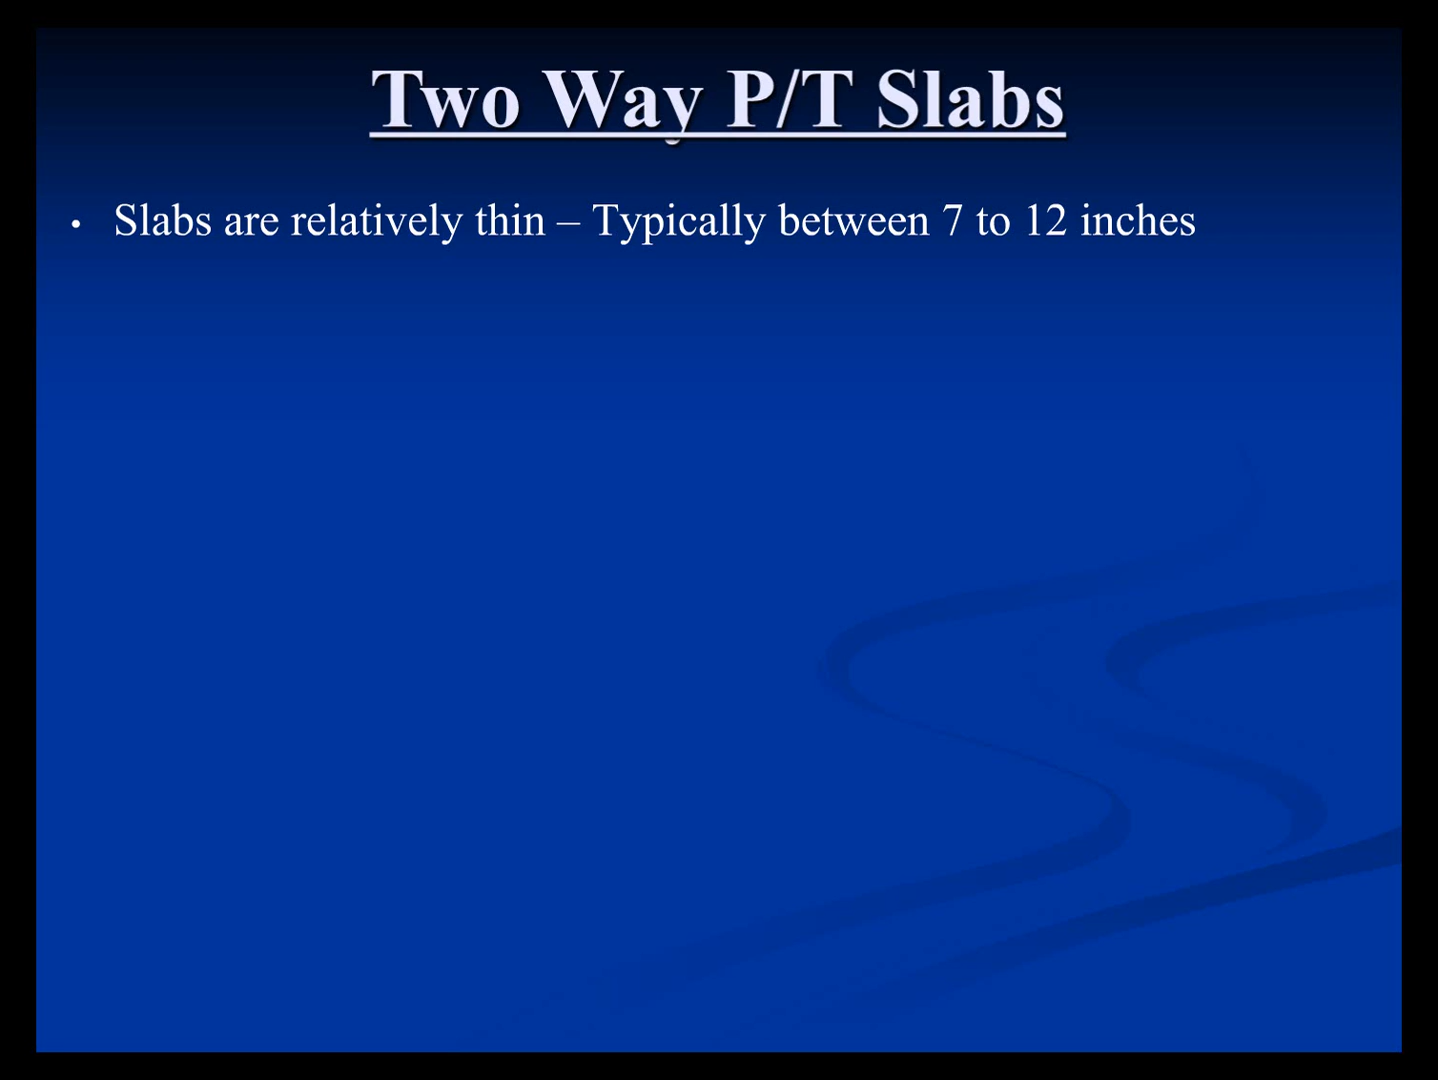 Two Way P/T Slabs
• Slabs are relatively thin – Typically between 7 to 12 inches